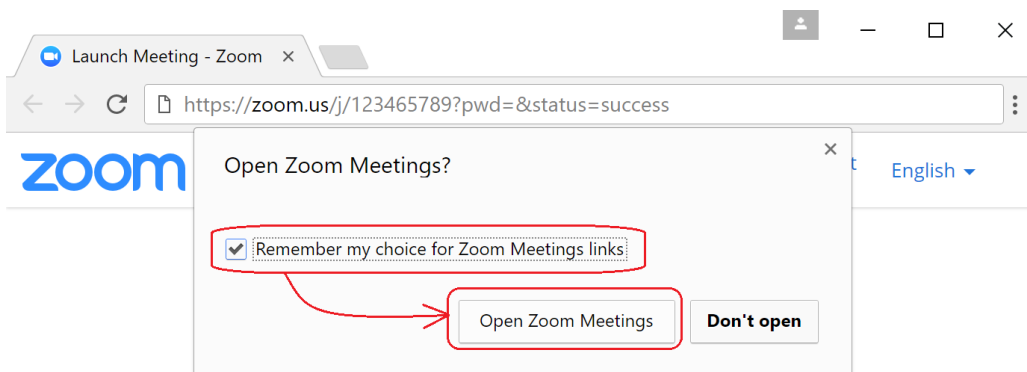 Launch Meeting - Zoom
https://zoom.us/j/123465789?pwd=&status=success
zoom
Open Zoom Meetings?
t
English
Remember my choice for Zoom Meetings links
Open Zoom Meetings
Don't open